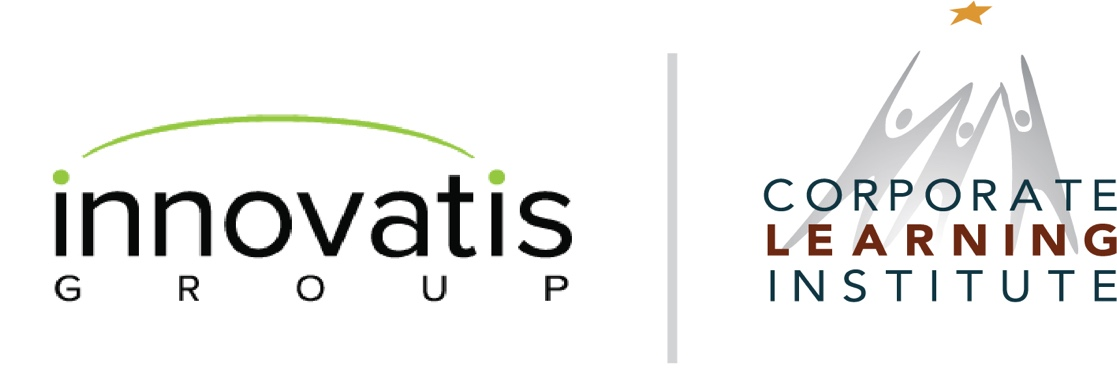 innovatis
GROUP
CORPORATE
LEARNING
INSTITUTE